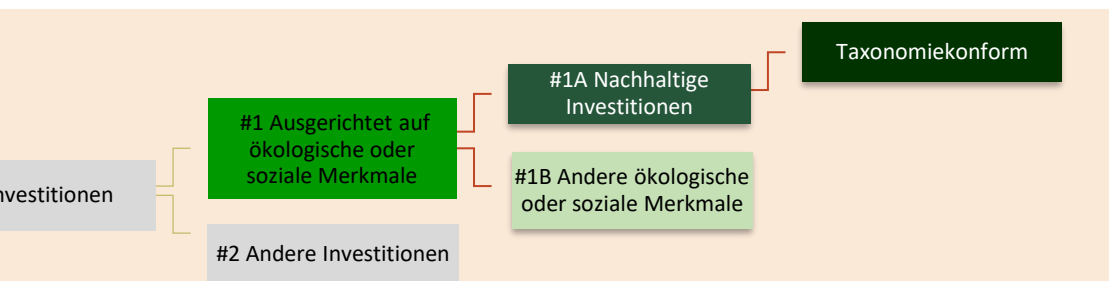 Taxonomiekonform
#1A Nachhaltige
Investitionen
#1 Ausgerichtet auf
ökologische oder
soziale Merkmale
#1B Andere ökologische
oder soziale Merkmale
nvestitionen
#2 Andere Investitionen